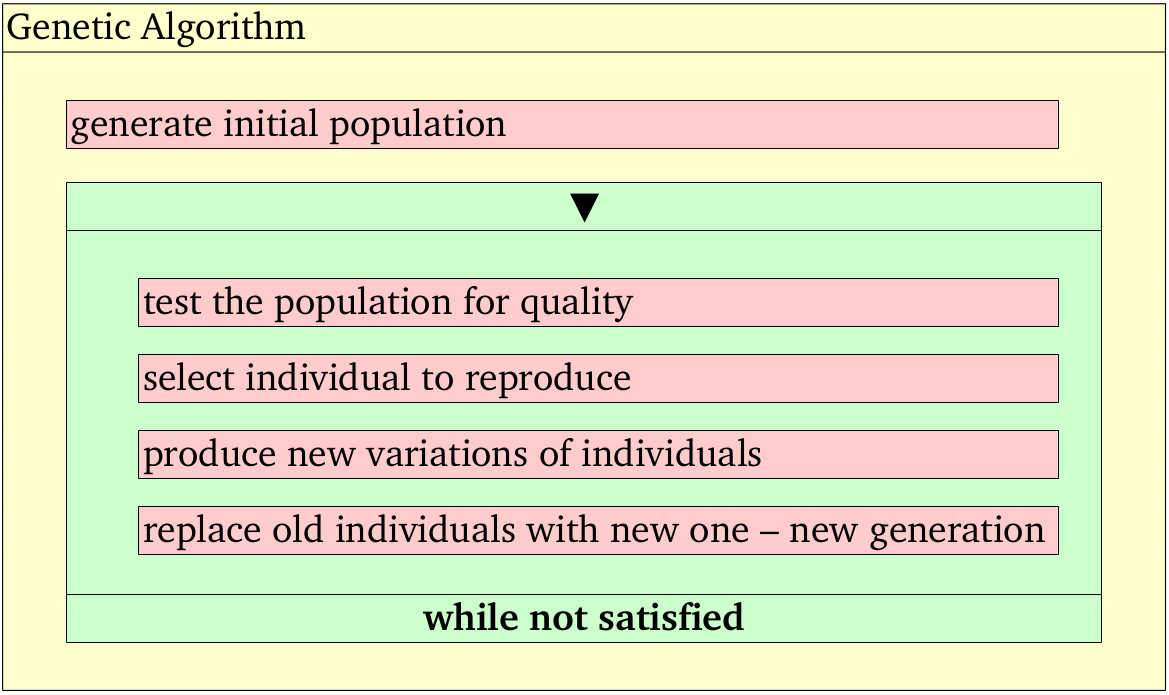 Genetic Algorithm
generate initial population
▼
test the population for quality
select individual to reproduce
produce new variations of individuals
replace old individuals with new one – new generation
while not satisfied